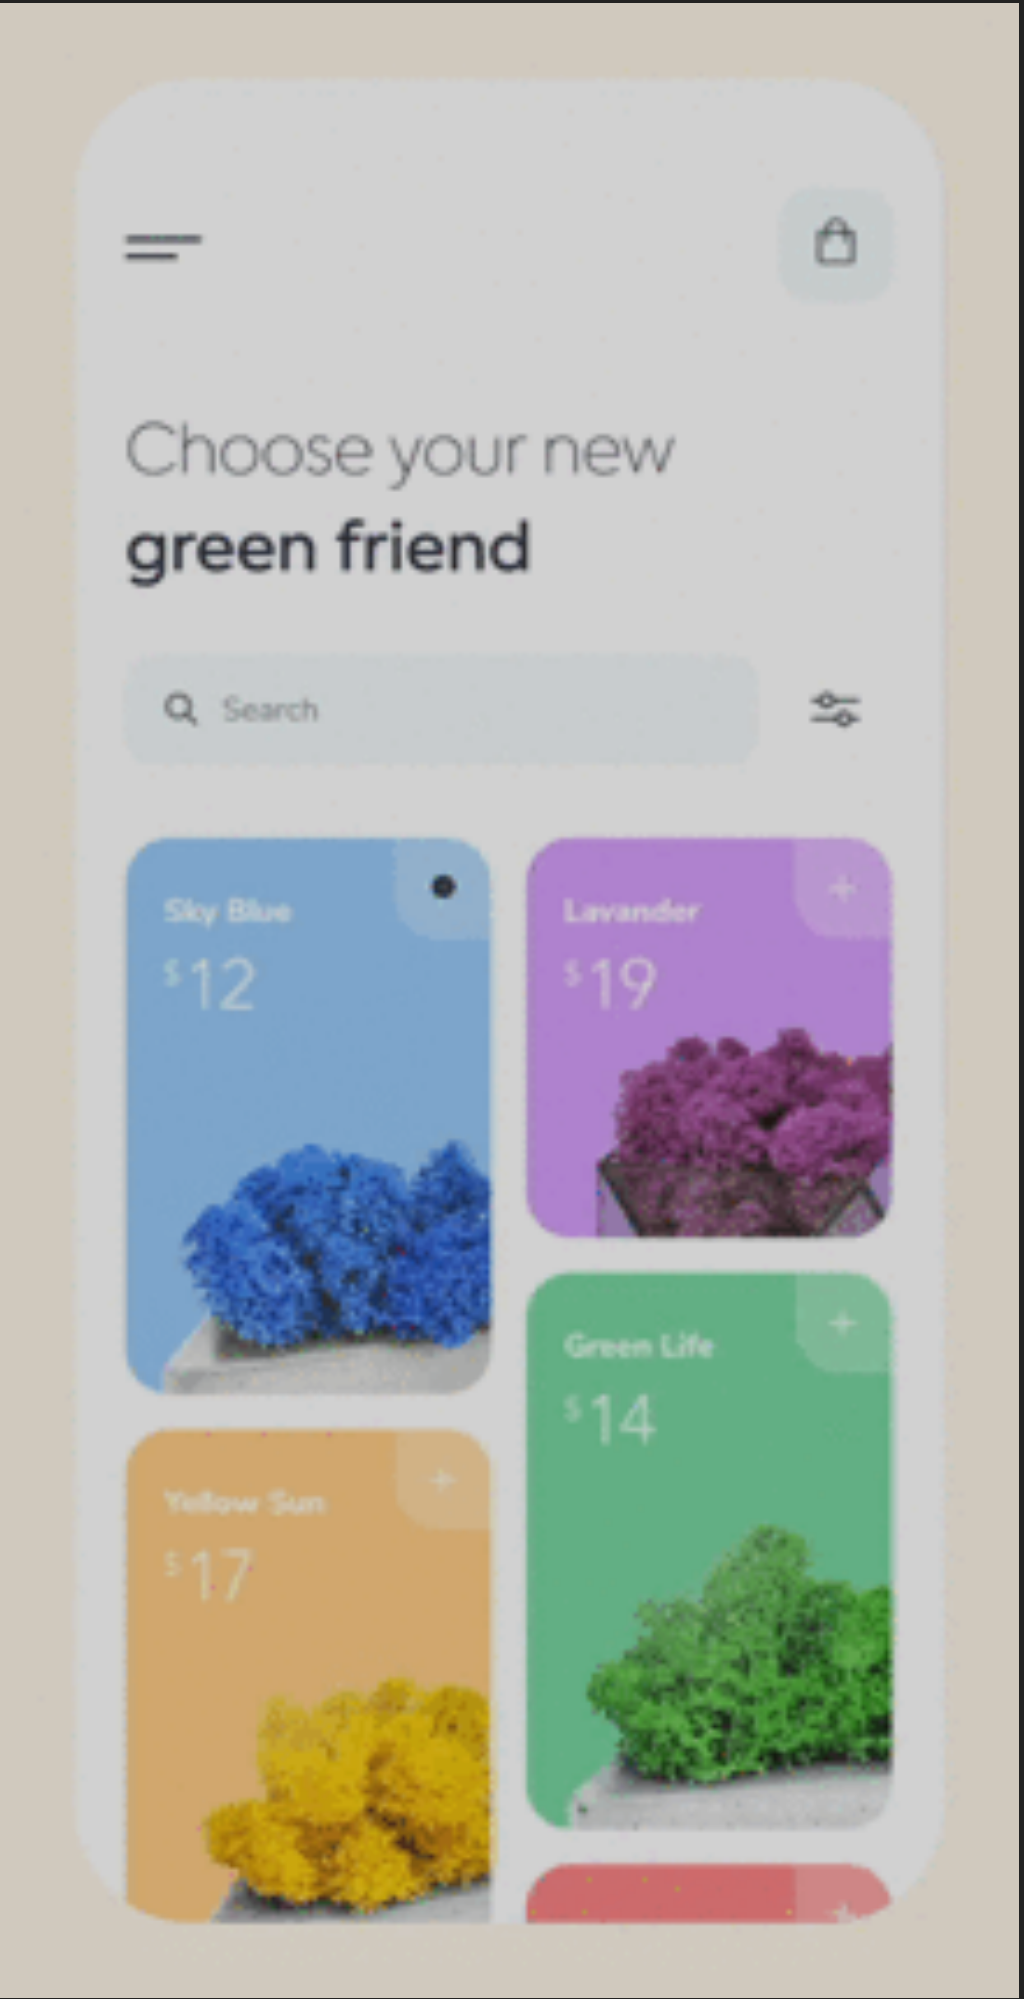 Choose your new
green friend
Search
Sky Blue
$12
Lavander
$19
Green Life
$14
Yellow Sun
$17